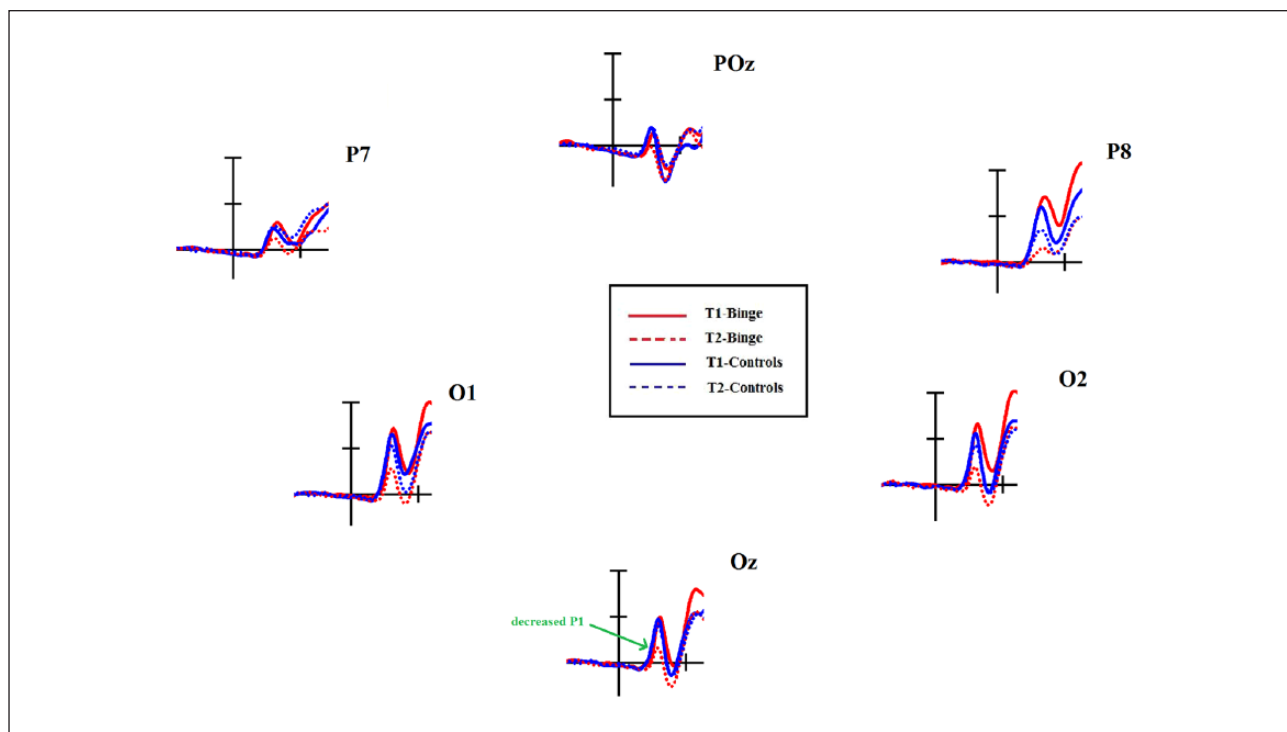 POz
P7
P8
T1-Binge
T2-Binge
T1-Controls
T2-Controls
O1
O2
Oz
decreased P1